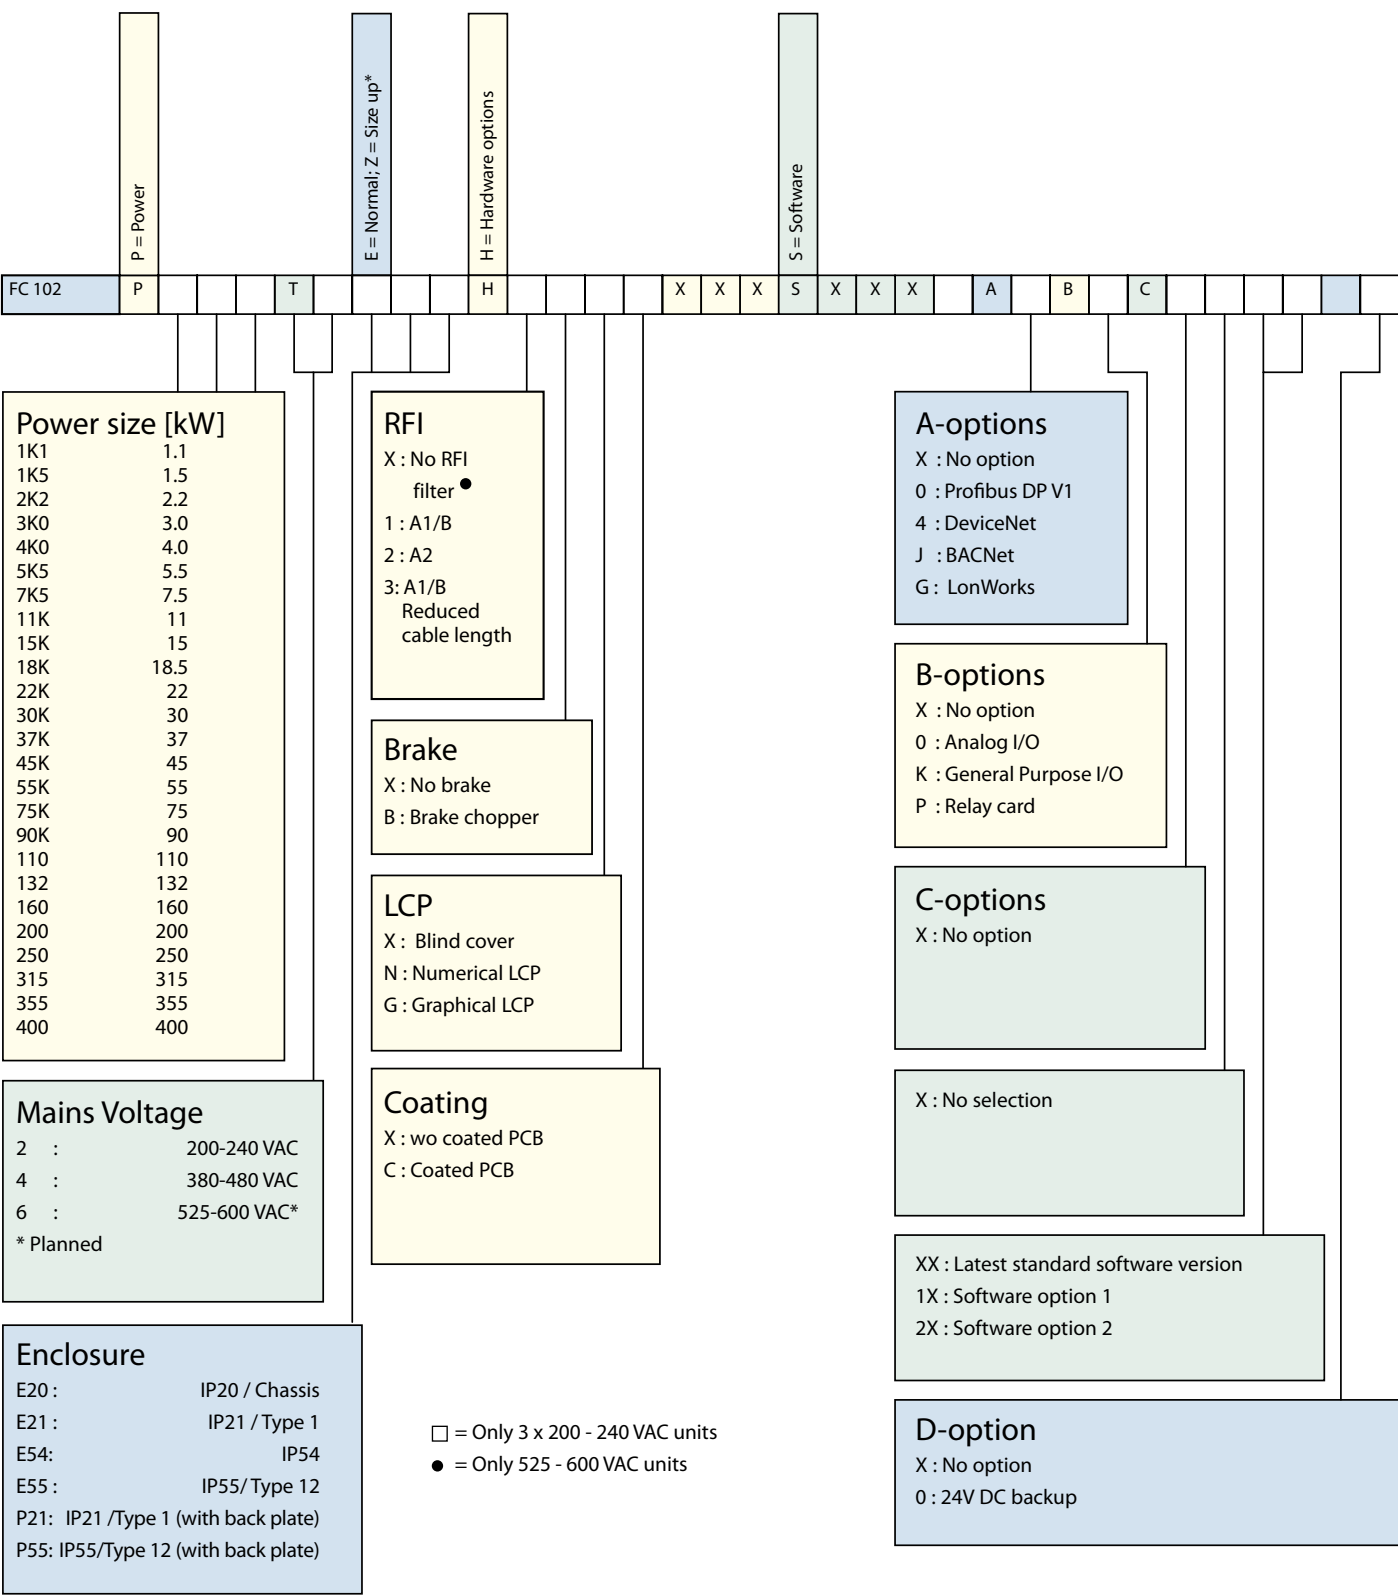 P = Power
E = Normal; Z = Size up*
H = Hardware options
S = Software
FC 102 P T H X X X S X X X A B C
Power size [kW]
1K1 1.1
1K5 1.5
2K2 2.2
3K0 3.0
4K0 4.0
5K5 5.5
7K5 7.5
11K 11
15K 15
18K 18.5
22K 22
30K 30
37K 37
45K 45
55K 55
75K 75
90K 90
110 110
132 132
160 160
200 200
250 250
315 315
355 355
400 400
Mains Voltage
2 : 200-240 VAC
4 : 380-480 VAC
6 : 525-600 VAC*
* Planned
Enclosure
E20 : IP20 / Chassis
E21 : IP21 / Type 1
E54: IP54
E55 : IP55/ Type 12
P21: IP21 /Type 1 (with back plate)
P55: IP55/Type 12 (with back plate)
RFI
X : No RFI
filter ●
1 : A1/B
2 : A2
3: A1/B
Reduced
cable length
Brake
X : No brake
B : Brake chopper
LCP
X : Blind cover
N : Numerical LCP
G : Graphical LCP
Coating
X : wo coated PCB
C : Coated PCB
□ = Only 3 x 200 - 240 VAC units
● = Only 525 - 600 VAC units
A-options
X : No option
0 : Profibus DP V1
4 : DeviceNet
J : BACNet
G : LonWorks
B-options
X : No option
0 : Analog I/O
K : General Purpose I/O
P : Relay card
C-options
X : No option
X : No selection
XX : Latest standard software version
1X : Software option 1
2X : Software option 2
D-option
X : No option
0 : 24V DC backup